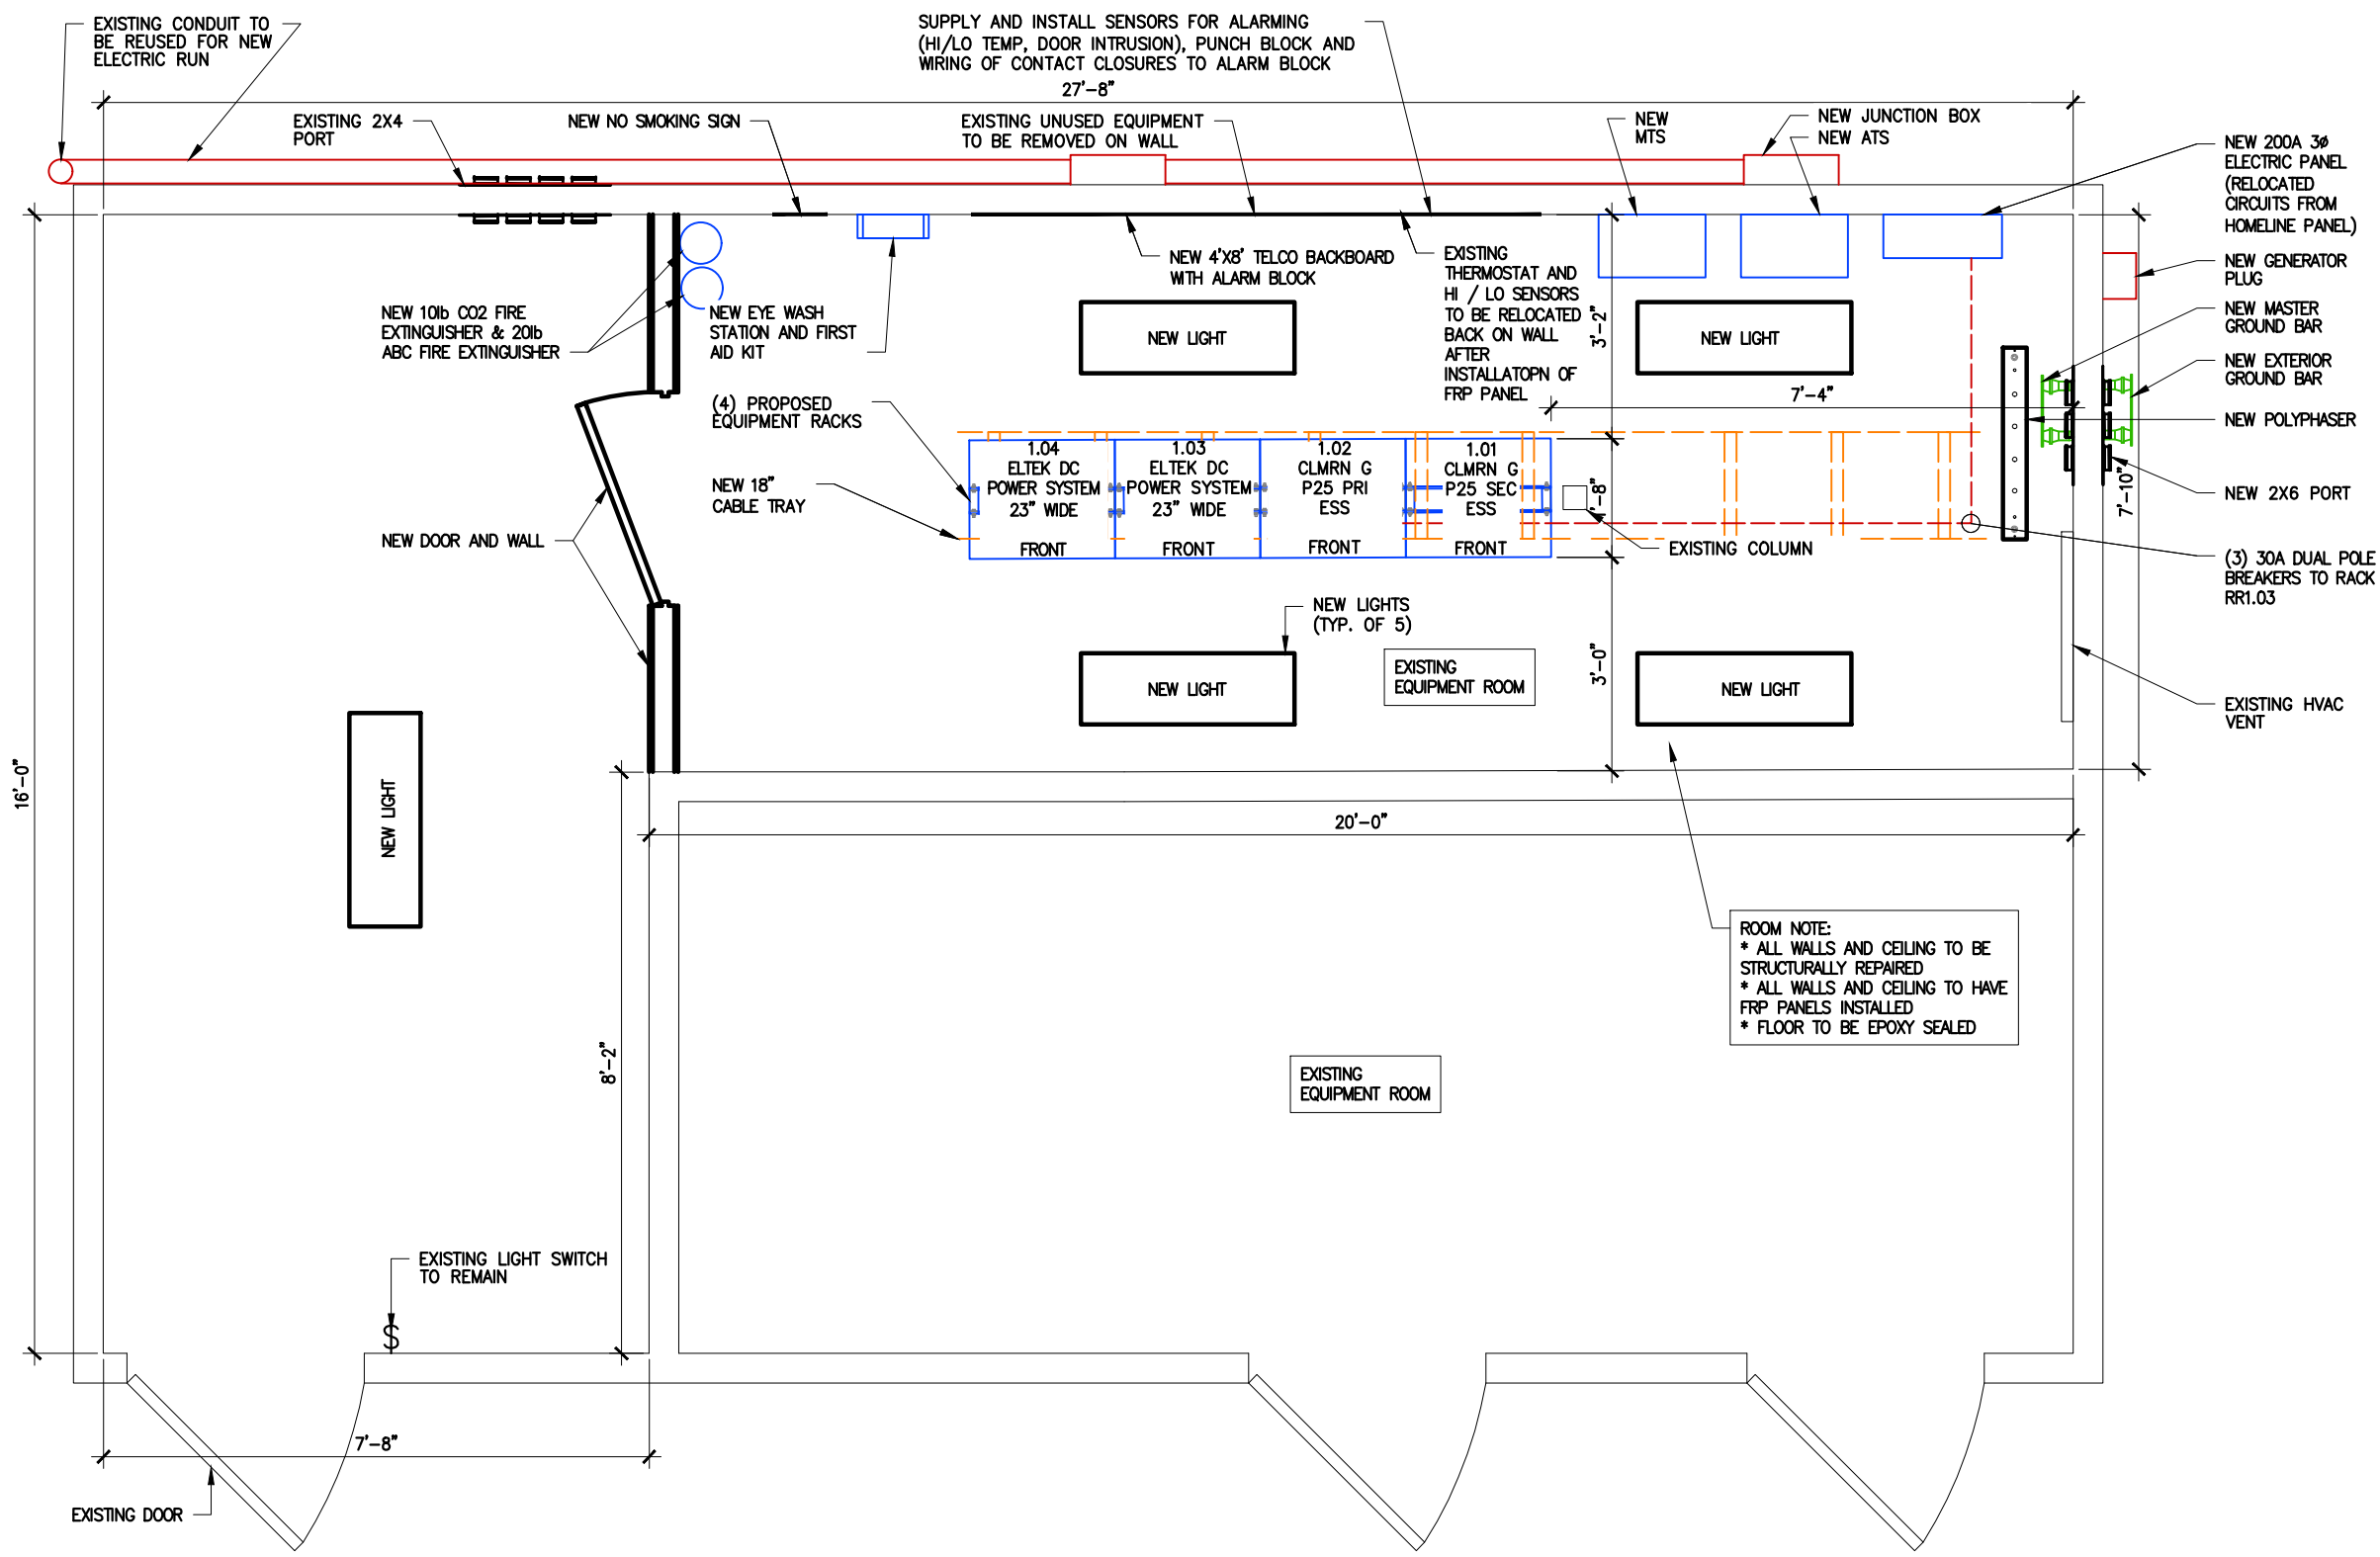 EXISTING CONDUIT TO
BE REUSED FOR NEW
ELECTRIC RUN
SUPPLY AND INSTALL SENSORS FOR ALARMING
(HI/LO TEMP, DOOR INTRUSION), PUNCH BLOCK AND
WIRING OF CONTACT CLOSURES TO ALARM BLOCK
27'-8"
EXISTING 2X4
PORT
NEW NO SMOKING SIGN
EXISTING UNUSED EQUIPMENT
TO BE REMOVED ON WALL
NEW
MTS
NEW JUNCTION BOX
NEW ATS
NEW 200A 3ø
ELECTRIC PANEL
(RELOCATED
CIRCUITS FROM
HOMELINE PANEL)
NEW 4'X8' TELCO BACKBOARD
WITH ALARM BLOCK
EXISTING
THERMOSTAT AND
HI / LO SENSORS
TO BE RELOCATED
BACK ON WALL
AFTER
INSTALLATOPN OF
FRP PANEL
NEW GENERATOR
PLUG
NEW MASTER
GROUND BAR
NEW EXTERIOR
GROUND BAR
NEW POLYPHASER
NEW 2X6 PORT
(3) 30A DUAL POLE
BREAKERS TO RACK
RR1.03
EXISTING HVAC
VENT
NEW 10lb CO2 FIRE
EXTINGUISHER & 20lb
ABC FIRE EXTINGUISHER
NEW EYE WASH
STATION AND FIRST
AID KIT
NEW LIGHT
NEW LIGHT
3'-2"
7'-4"
(4) PROPOSED
EQUIPMENT RACKS
NEW 18"
CABLE TRAY
1.04
ELTEK DC
POWER SYSTEM
23" WIDE
FRONT
1.03
ELTEK DC
POWER SYSTEM
23" WIDE
FRONT
1.02
CLMRN G
P25 PRI
ESS
FRONT
1.01
CLMRN G
P25 SEC
ESS
FRONT
1'-8"
7'-10"
EXISTING COLUMN
NEW DOOR AND WALL
NEW LIGHTS
(TYP. OF 5)
NEW LIGHT
EXISTING
EQUIPMENT ROOM
3'-0"
NEW LIGHT
16'-0"
NEW LIGHT
20'-0"
ROOM NOTE:
* ALL WALLS AND CEILING TO BE
STRUCTURALLY REPAIRED
* ALL WALLS AND CEILING TO HAVE
FRP PANELS INSTALLED
* FLOOR TO BE EPOXY SEALED
8'-2"
EXISTING
EQUIPMENT ROOM
EXISTING LIGHT SWITCH
TO REMAIN
$
7'-8"
EXISTING DOOR